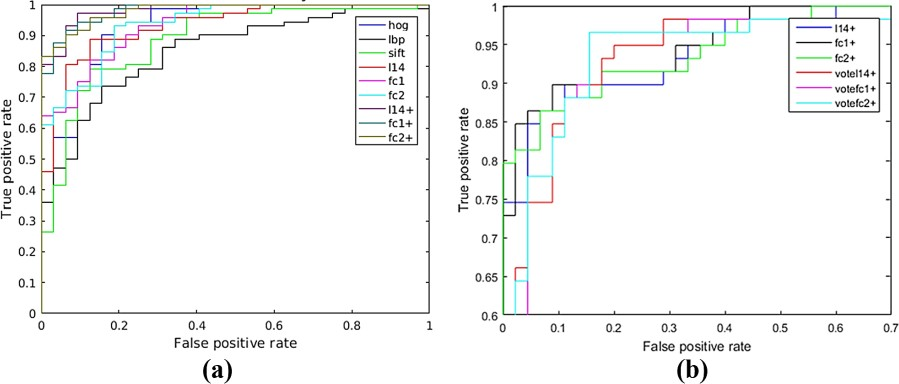 True positive rate
1
0.9
0.8
0.7
0.6
0.5
0.4
0.3
0.2
0.1
0
0 0.2 0.4 0.6 0.8 1
False positive rate
hog
lbp
sift
l14
fc1
fc2
l14+
fc1+
fc2+
(a)
True positive rate
1
0.95
0.9
0.85
0.8
0.75
0.7
0.65
0.6
0 0.1 0.2 0.3 0.4 0.5 0.6 0.7
False positive rate
l14+
fc1+
fc2+
votel14+
votefc1+
votefc2+
(b)